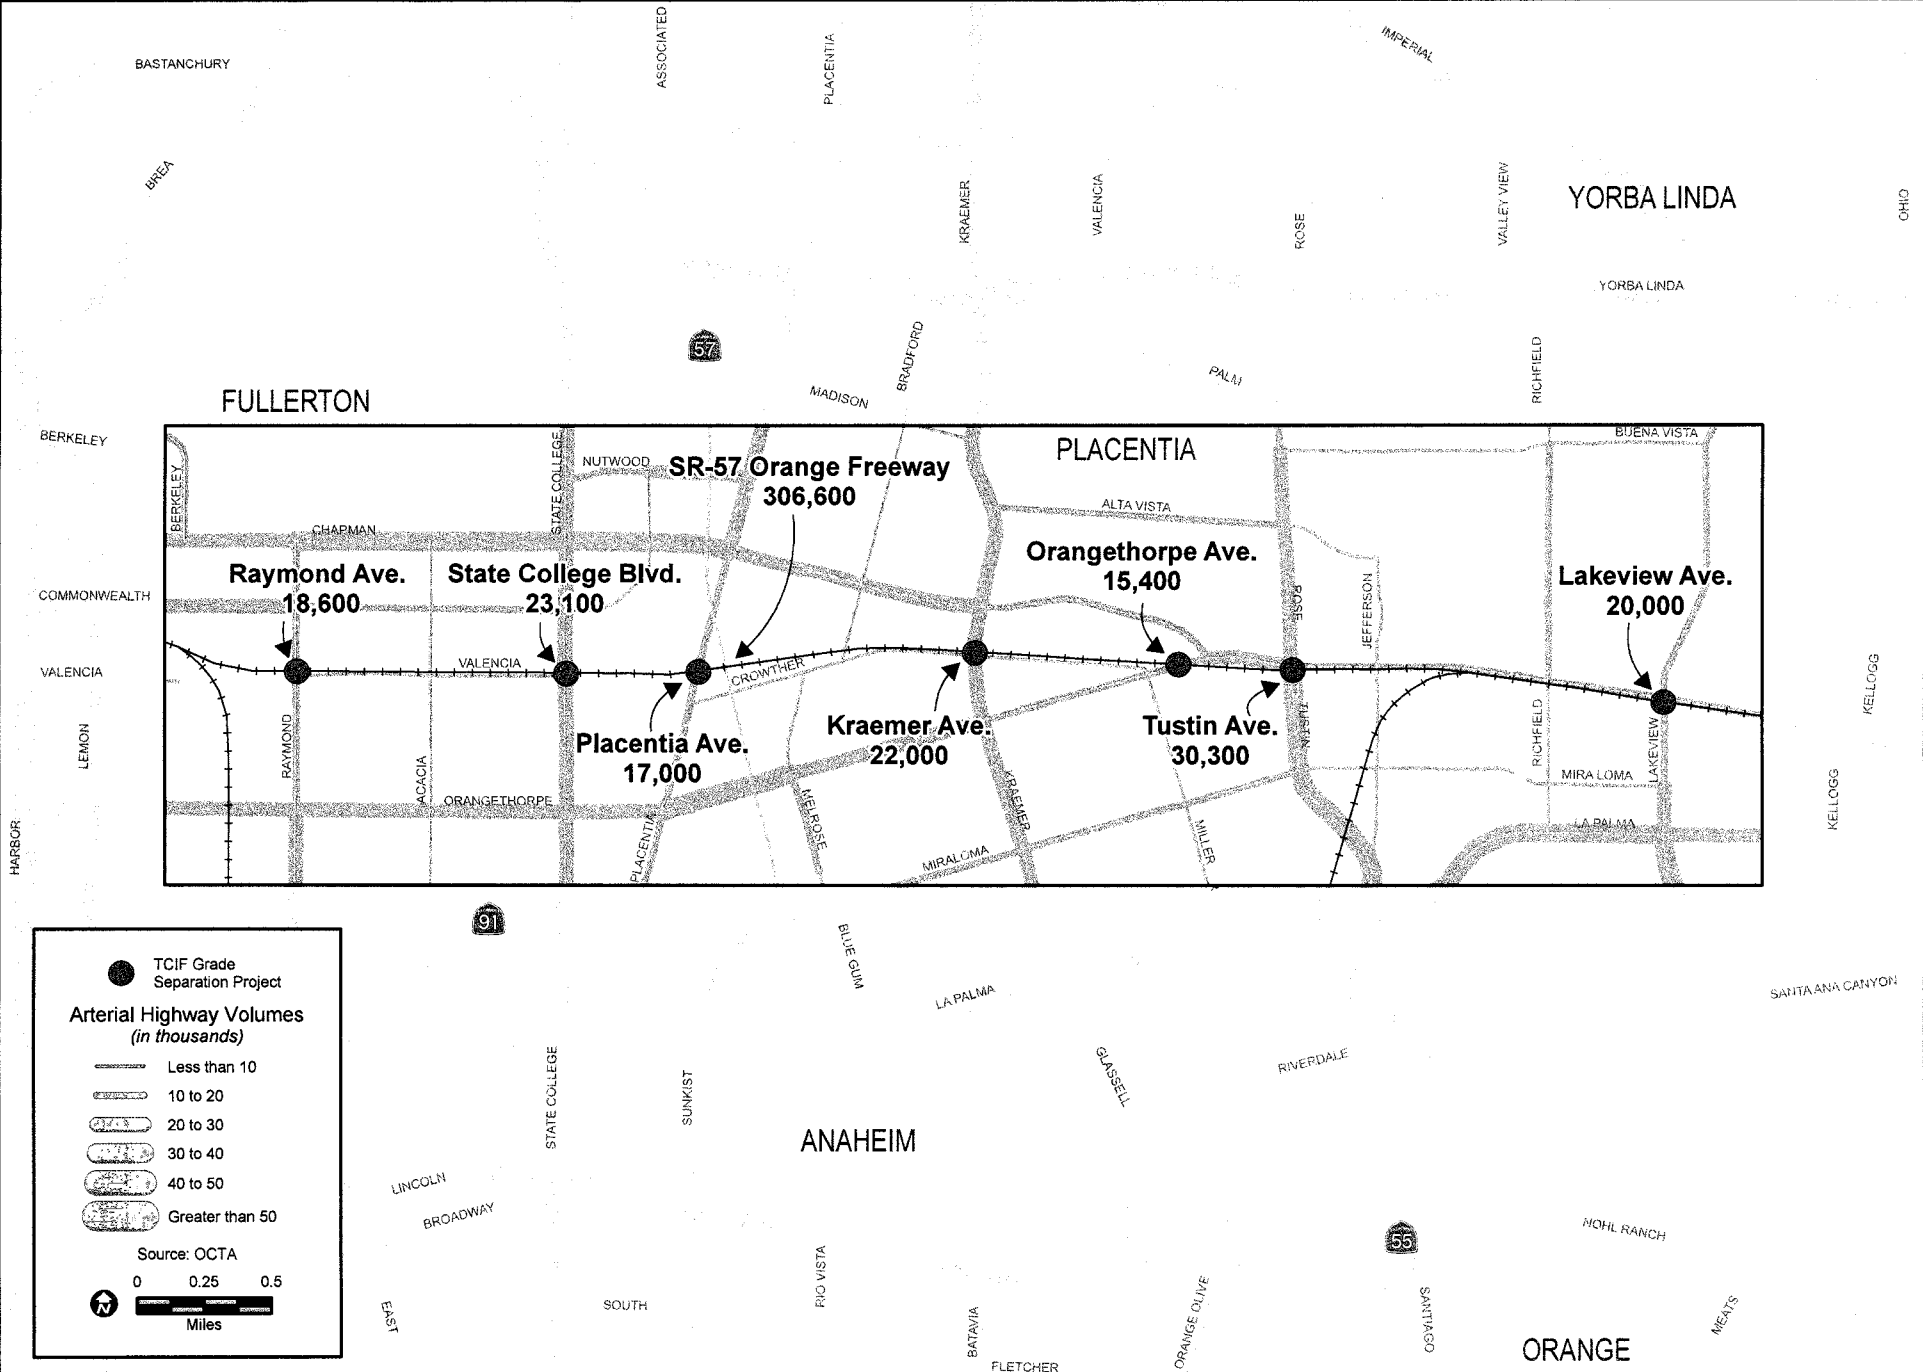 BASTANCHURY
ASSOCIATED
PLACENTIA
IMPERIAL
BREA
KRAEMER
VALENCIA
ROSE
VALLEY VIEW
YORBA LINDA
OHIO
YORBA LINDA
57
BRADFORD
MADISON
PALM
RICHFIELD
FULLERTON
BERKELEY
BERKELEY
STATE COLLEGE
NUTWOOD
SR-57 Orange Freeway
306,600
PLACENTIA
BUENA VISTA
CHAPMAN
ALTA VISTA
Raymond Ave.
18,600
State College Blvd.
23,100
Orangethorpe Ave.
15,400
ROSE
JEFFERSON
Lakeview Ave.
20,000
COMMONWEALTH
VALENCIA
VALENCIA
CROWTHER
KELLOGG
LEMON
RAYMOND
ACACIA
Placentia Ave.
17,000
Kraemer Ave.
22,000
Tustin Ave.
30,300
TUSTIN
RICHFIELD
LAKEVIEW
MIRA LOMA
ORANGETHORPE
PLACENTIA
MELROSE
KRAEMER
MIRALOMA
MILLER
LA PALMA
KELLOGG
HARBOR
91
BLUE GUM
LA PALMA
SANTA ANA CANYON
TCIF Grade
Separation Project
Arterial Highway Volumes
(in thousands)
Less than 10
10 to 20
20 to 30
30 to 40
40 to 50
Greater than 50
Source: OCTA
0 0.25 0.5
N
Miles
STATE COLLEGE
SUNKIST
GLASSELL
RIVERDALE
ANAHEIM
LINCOLN
BROADWAY
55
NOHL RANCH
EAST
SOUTH
RIO VISTA
BATAVIA
FLETCHER
ORANGE OLIVE
SANTIAGO
MEATS
ORANGE